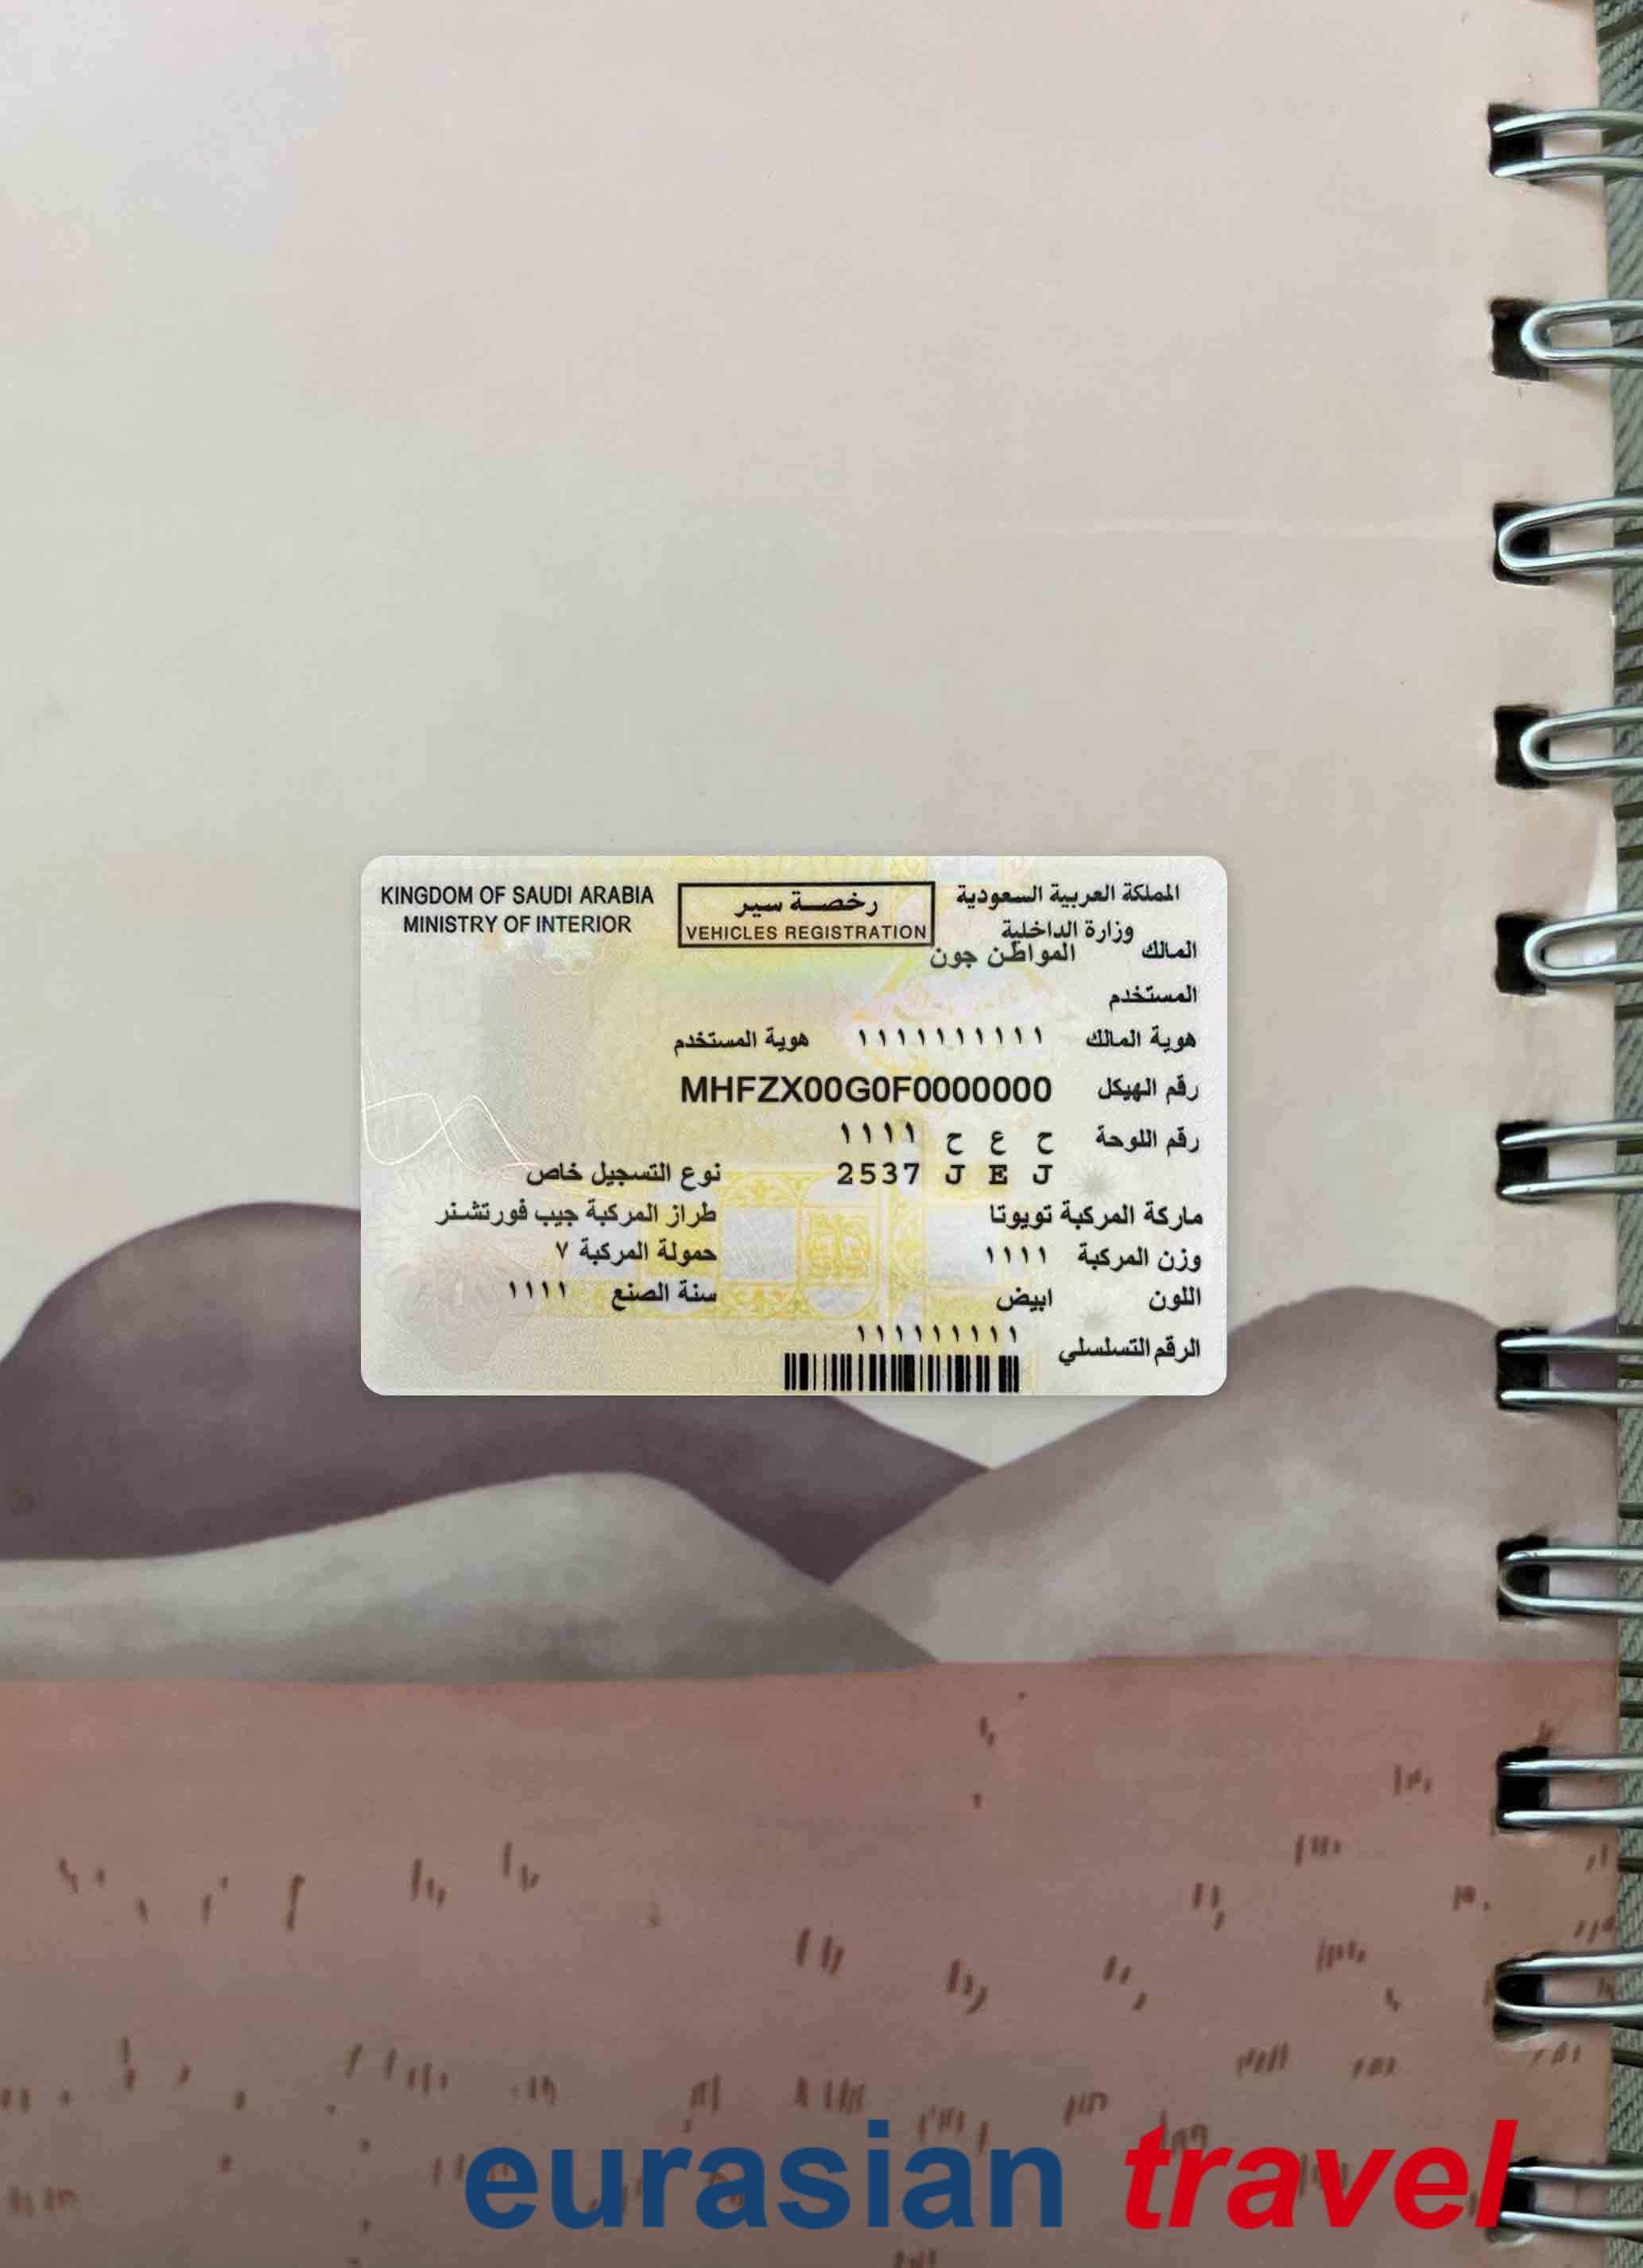 KINGDOM OF SAUDI ARABIA
MINISTRY OF INTERIOR
رخصة سير
VEHICLES REGISTRATION
المملكة العربية السعودية
وزارة الداخلية
المالك المواطن جون
المستخدم
هوية المالك ١١١١١١١١١١ هوية المستخدم
رقم الهيكل MHFZX00G0F0000000
رقم اللوحة ح ع ح ١١١١
2537 J E J
نوع التسجيل خاص
ماركة المركبة تويوتا طراز المركبة جيب فورتشنر
وزن المركبة ١١١١ حمولة المركبة ٧
اللون ابيض سنة الصنع ١١١١
الرقم التسلسلي ١١١١١١١١١
eurasian travel